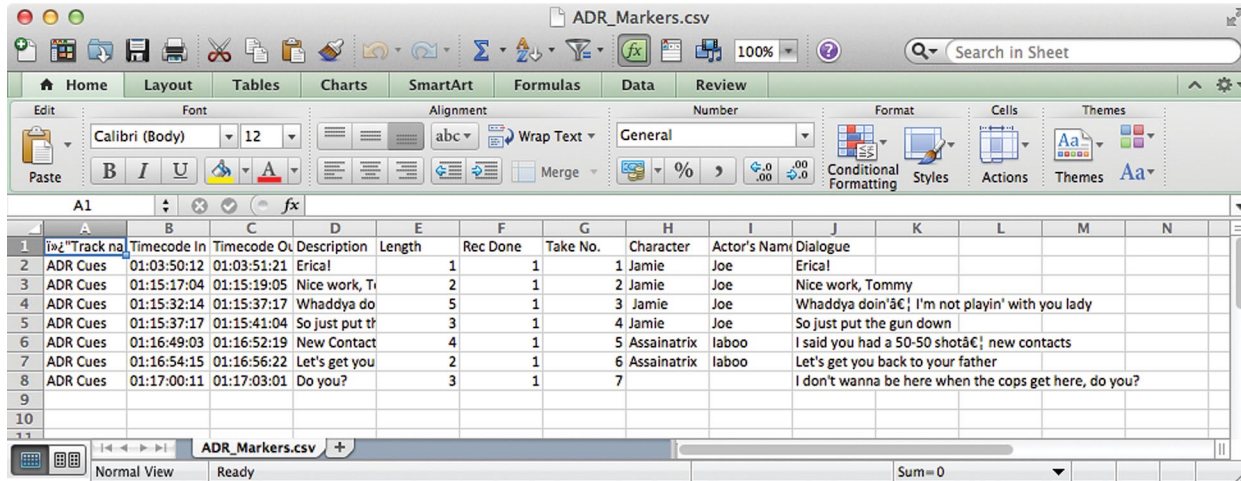 ADR_Markers.csv
100%
Search in Sheet
Home Layout Tables Charts SmartArt Formulas Data Review
Edit Font Alignment Number Format Cells Themes
Calibri (Body) 12 abc Wrap Text General
Paste B I U A Merge % , .0 .00 .00 .0 Conditional Formatting Styles Actions Aa Themes Aa
A1 fx
A B C D E F G H I J K L M N
1 ï»¿"Track na Timecode In Timecode Ou Description Length Rec Done Take No. Character Actor's Name Dialogue
2 ADR Cues 01:03:50:12 01:03:51:21 Erica! 1 1 1 Jamie Joe Erica!
3 ADR Cues 01:15:17:04 01:15:19:05 Nice work, To 2 1 2 Jamie Joe Nice work, Tommy
4 ADR Cues 01:15:32:14 01:15:37:17 Whaddya do 5 1 3 Jamie Joe Whaddya doin'â€¦ I'm not playin' with you lady
5 ADR Cues 01:15:37:17 01:15:41:04 So just put th 3 1 4 Jamie Joe So just put the gun down
6 ADR Cues 01:16:49:03 01:16:52:19 New Contact 4 1 5 Assainatrix Iaboo I said you had a 50-50 shotâ€¦ new contacts
7 ADR Cues 01:16:54:15 01:16:56:22 Let's get you 2 1 6 Assainatrix Iaboo Let's get you back to your father
8 ADR Cues 01:17:00:11 01:17:03:01 Do you? 3 1 7 I don't wanna be here when the cops get here, do you?
9
10
11
ADR_Markers.csv
Normal View Ready Sum=0